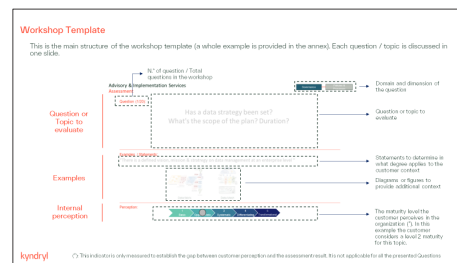 Workshop Template
This is the main structure of the workshop template (a whole example is provided in the annex). Each question / topic is discussed in
one slide.
N.º of question / Total
questions in the workshop
Advisory & Implementation Services
Assessment
Domain and dimension of
the question
Question or
Topic to
evaluate
Has a data strategy been set?
What's the scope of the plan? Duration?
Question or topic to
evaluate
Statements to determine in
what degree applies to the
customer context
Examples
Diagrams or figures to
provide additional context
Internal
perception
Perception
The maturity level the
customer perceives in the
organization (*). In this
example the customer
considers a level 2 maturity
for this topic.
kyndryl
(*): This indicator is only measured to establish the gap between customer perception and the assessment result. It is not applicable for all the presented Questions